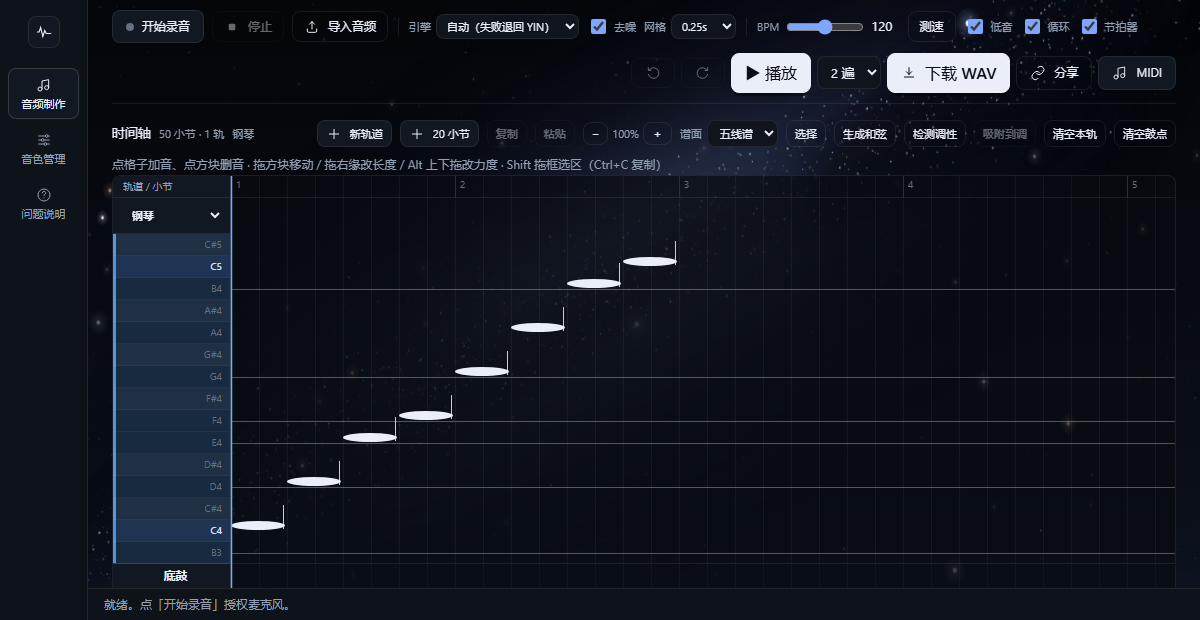 开始录音 停止 导入音频 引擎 自动（失败退回 YIN） 去噪 网格 0.25s BPM 120 测速 低音 循环 节拍器
播放 2 遍 下载 WAV 分享 MIDI
音频制作
音色管理
问题说明
时间轴 50 小节 · 1 轨 钢琴 新轨道 20 小节 复制 粘贴 − 100% + 谱面 五线谱 选择 生成和弦 检测调性 吸附到调 清空本轨 清空鼓点
点格子加音、点方块删音 · 拖方块移动 / 拖右缘改长度 / Alt 上下拖改力度 · Shift 拖框选区（Ctrl+C 复制）
轨道 / 小节 1 2 3 4 5
钢琴
C#5
C5
B4
A#4
A4
G#4
G4
F#4
F4
E4
D#4
D4
C#4
C4
B3
底鼓
就绪。点「开始录音」授权麦克风。